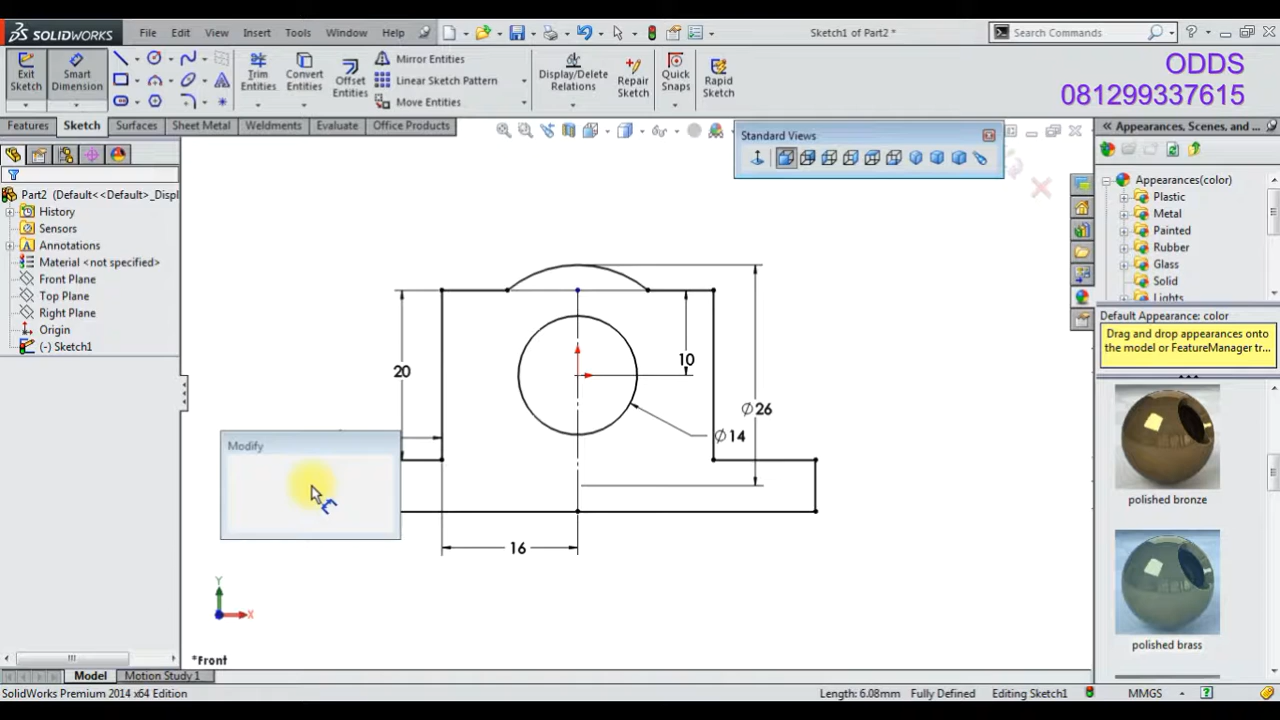 SOLIDWORKS File Edit View Insert Tools Window Help Sketch1 of Part2 * Search Commands
Exit Sketch Smart Dimension Trim Entities Convert Entities Offset Entities Mirror Entities Linear Sketch Pattern Move Entities Display/Delete Relations Repair Sketch Quick Snaps Rapid Sketch
ODDS
081299337615
Features Sketch Surfaces Sheet Metal Weldments Evaluate Office Products
Standard Views
Appearances, Scenes, and ...
Part2 (Default<<Default>_Displ
History
Sensors
Annotations
Material <not specified>
Front Plane
Top Plane
Right Plane
Origin
(-) Sketch1
Appearances(color)
Plastic
Metal
Painted
Rubber
Glass
Scenes
Solid
Lights
Default Appearance: color
Drag and drop appearances onto
the model or FeatureManager tr...
polished bronze
polished brass
20
10
Ø26
Ø14
16
Modify
Y
X
*Front
Model Motion Study 1
SolidWorks Premium 2014 x64 Edition Length: 6.08mm Fully Defined Editing Sketch1 MMGS